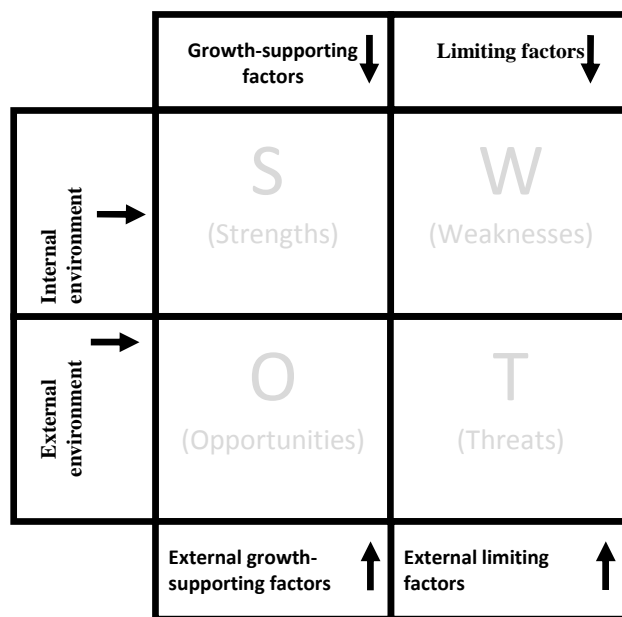 Growth-supporting
factors
Limiting factors
Internal
environment
S
(Strengths)
W
(Weaknesses)
External
environment
O
(Opportunities)
T
(Threats)
External growth-
supporting factors
External limiting
factors